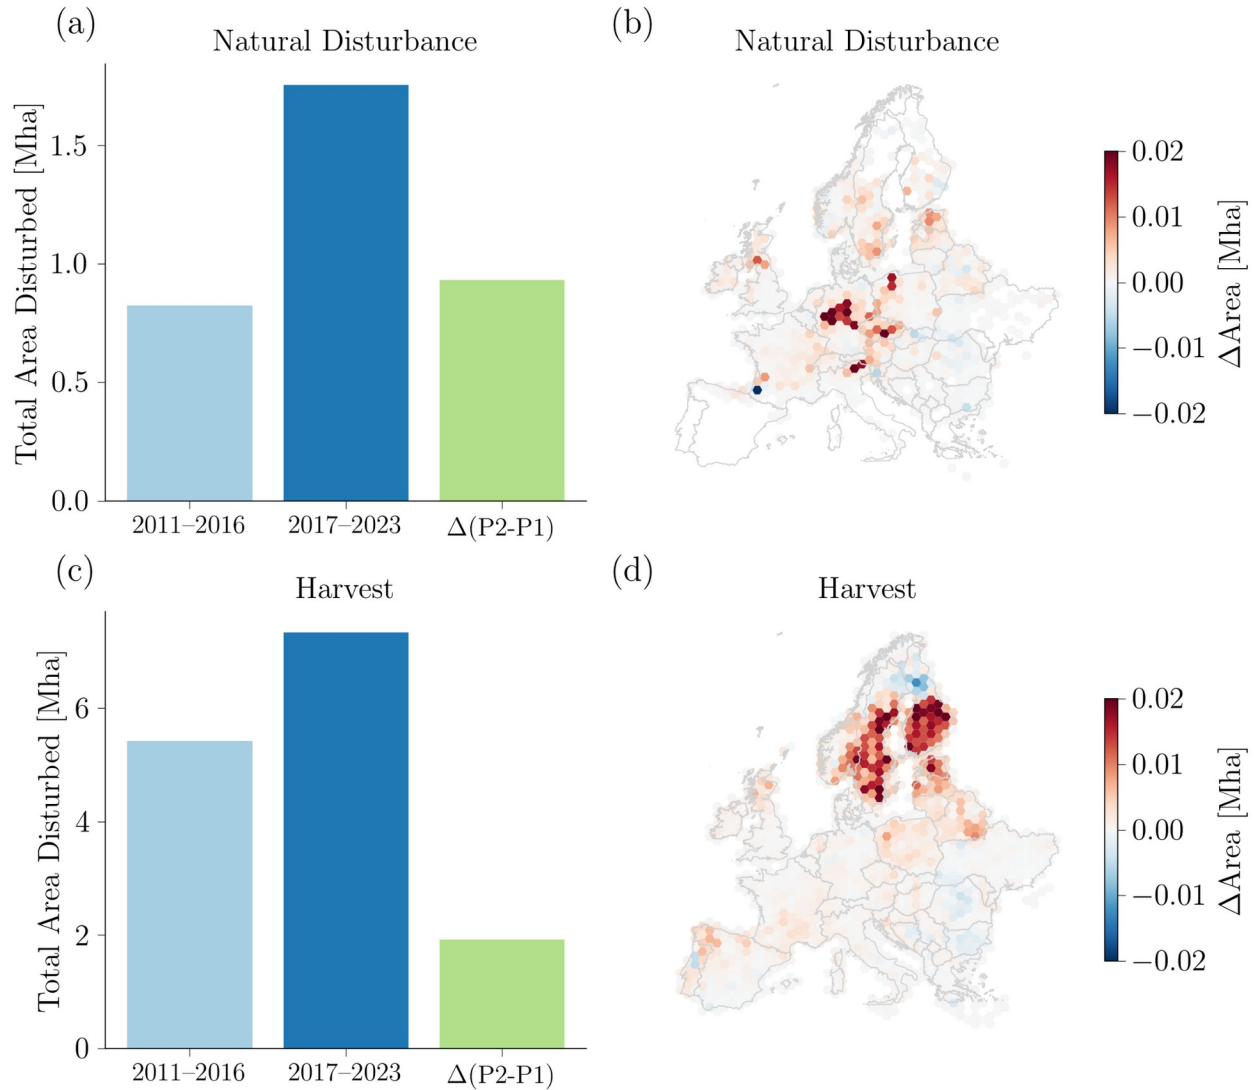 (a)
Natural Disturbance
Total Area Disturbed [Mha]
1.5
1.0
0.5
0.0
2011–2016
2017–2023
Δ(P2-P1)
(b)
Natural Disturbance
0.02
0.01
0.00
−0.01
−0.02
ΔArea [Mha]
(c)
Harvest
Total Area Disturbed [Mha]
6
4
2
0
2011–2016
2017–2023
Δ(P2-P1)
(d)
Harvest
0.02
0.01
0.00
−0.01
−0.02
ΔArea [Mha]